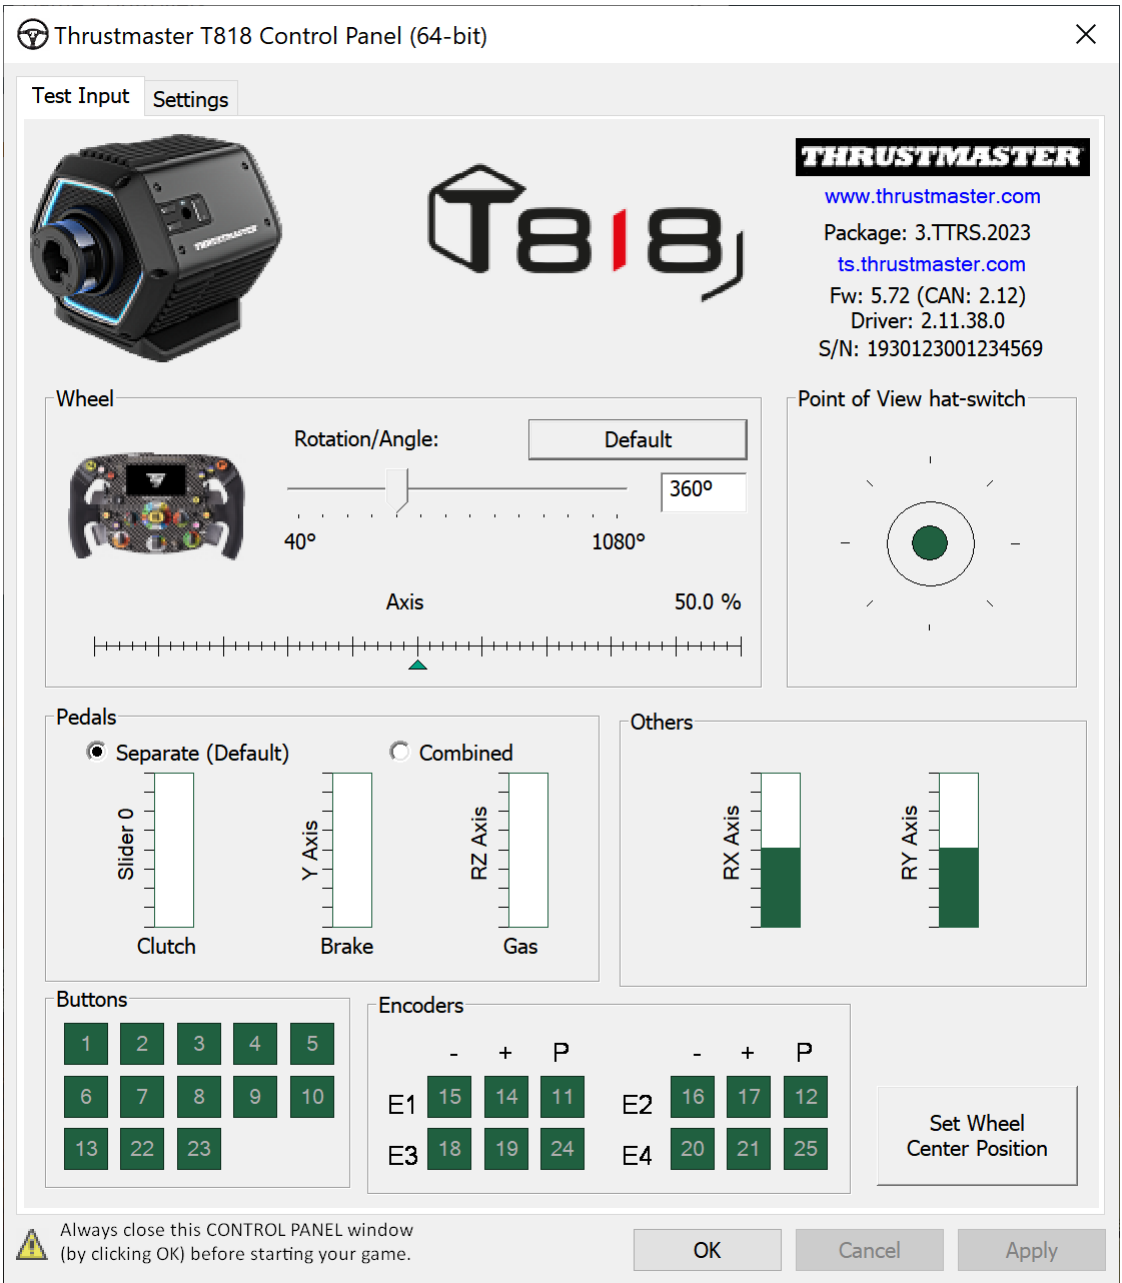 Thrustmaster T818 Control Panel (64-bit)
Test Input
Settings
THRUSTMASTER
T818
THRUSTMASTER
www.thrustmaster.com
Package: 3.TTRS.2023
ts.thrustmaster.com
Fw: 5.72 (CAN: 2.12)
Driver: 2.11.38.0
S/N: 1930123001234569
Wheel
Rotation/Angle:
Default
360º
40°
1080°
Axis
50.0 %
Point of View hat-switch
Pedals
Separate (Default)
Combined
Slider 0
Y Axis
RZ Axis
Clutch
Brake
Gas
Others
RX Axis
RY Axis
Buttons
1 2 3 4 5
6 7 8 9 10
13 22 23
Encoders
- + P - + P
E1 15 14 11 E2 16 17 12
E3 18 19 24 E4 20 21 25
Set Wheel
Center Position
Always close this CONTROL PANEL window
(by clicking OK) before starting your game.
OK
Cancel
Apply